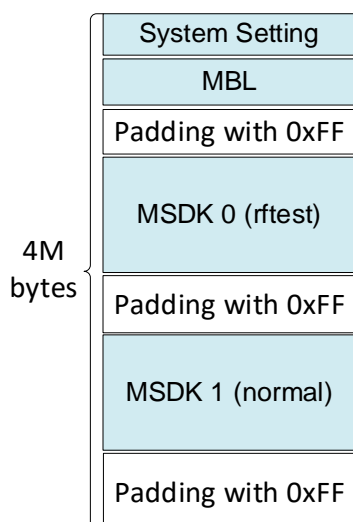 System Setting
MBL
Padding with 0xFF
MSDK 0 (rftest)
4M
bytes
Padding with 0xFF
MSDK 1 (normal)
Padding with 0xFF